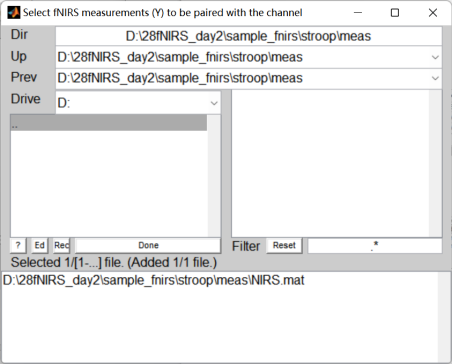 Select fNIRS measurements (Y) to be paired with the channel
Dir D:\28fNIRS_day2\sample_fnirs\stroop\meas
Up D:\28fNIRS_day2\sample_fnirs\stroop\meas
Prev D:\28fNIRS_day2\sample_fnirs\stroop\meas
Drive D:
..
? Ed Rec Done Filter Reset .*
Selected 1/[1-...] file. (Added 1/1 file.)
D:\28fNIRS_day2\sample_fnirs\stroop\meas\NIRS.mat